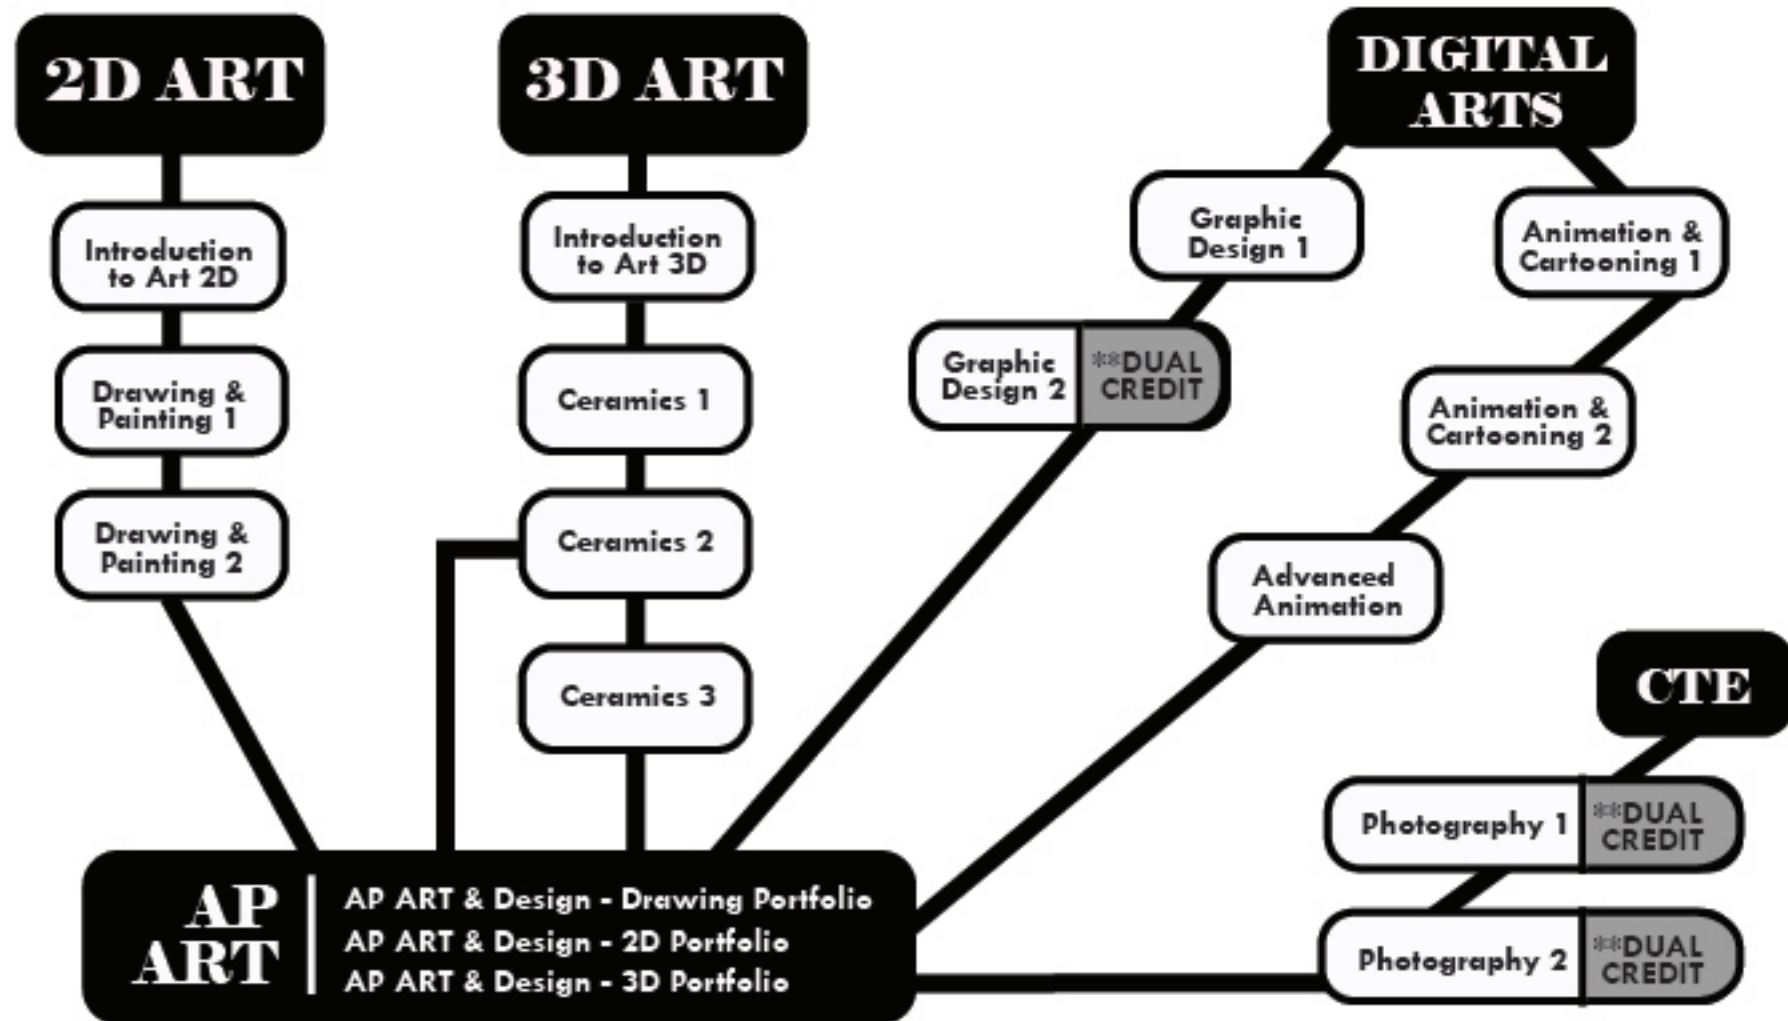 2D ART
Introduction
to Art 2D
Drawing &
Painting 1
Drawing &
Painting 2
3D ART
Introduction
to Art 3D
Ceramics 1
Ceramics 2
Ceramics 3
DIGITAL
ARTS
Graphic
Design 1
Graphic
Design 2
**DUAL
CREDIT
Animation &
Cartooning 1
Animation &
Cartooning 2
Advanced
Animation
CTE
Photography 1
**DUAL
CREDIT
Photography 2
**DUAL
CREDIT
AP
ART
AP ART & Design - Drawing Portfolio
AP ART & Design - 2D Portfolio
AP ART & Design - 3D Portfolio